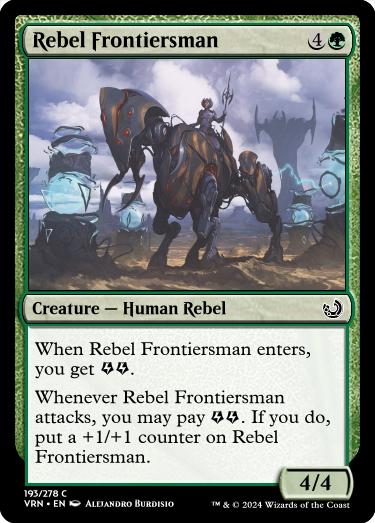 Rebel Frontiersman 4
Creature — Human Rebel
When Rebel Frontiersman enters,
you get.
Whenever Rebel Frontiersman
attacks, you may pay. If you do,
put a +1/+1 counter on Rebel
Frontiersman.
4/4
193/278 C
VRN • EN Alejandro Burdisio
™ & © 2024 Wizards of the Coast